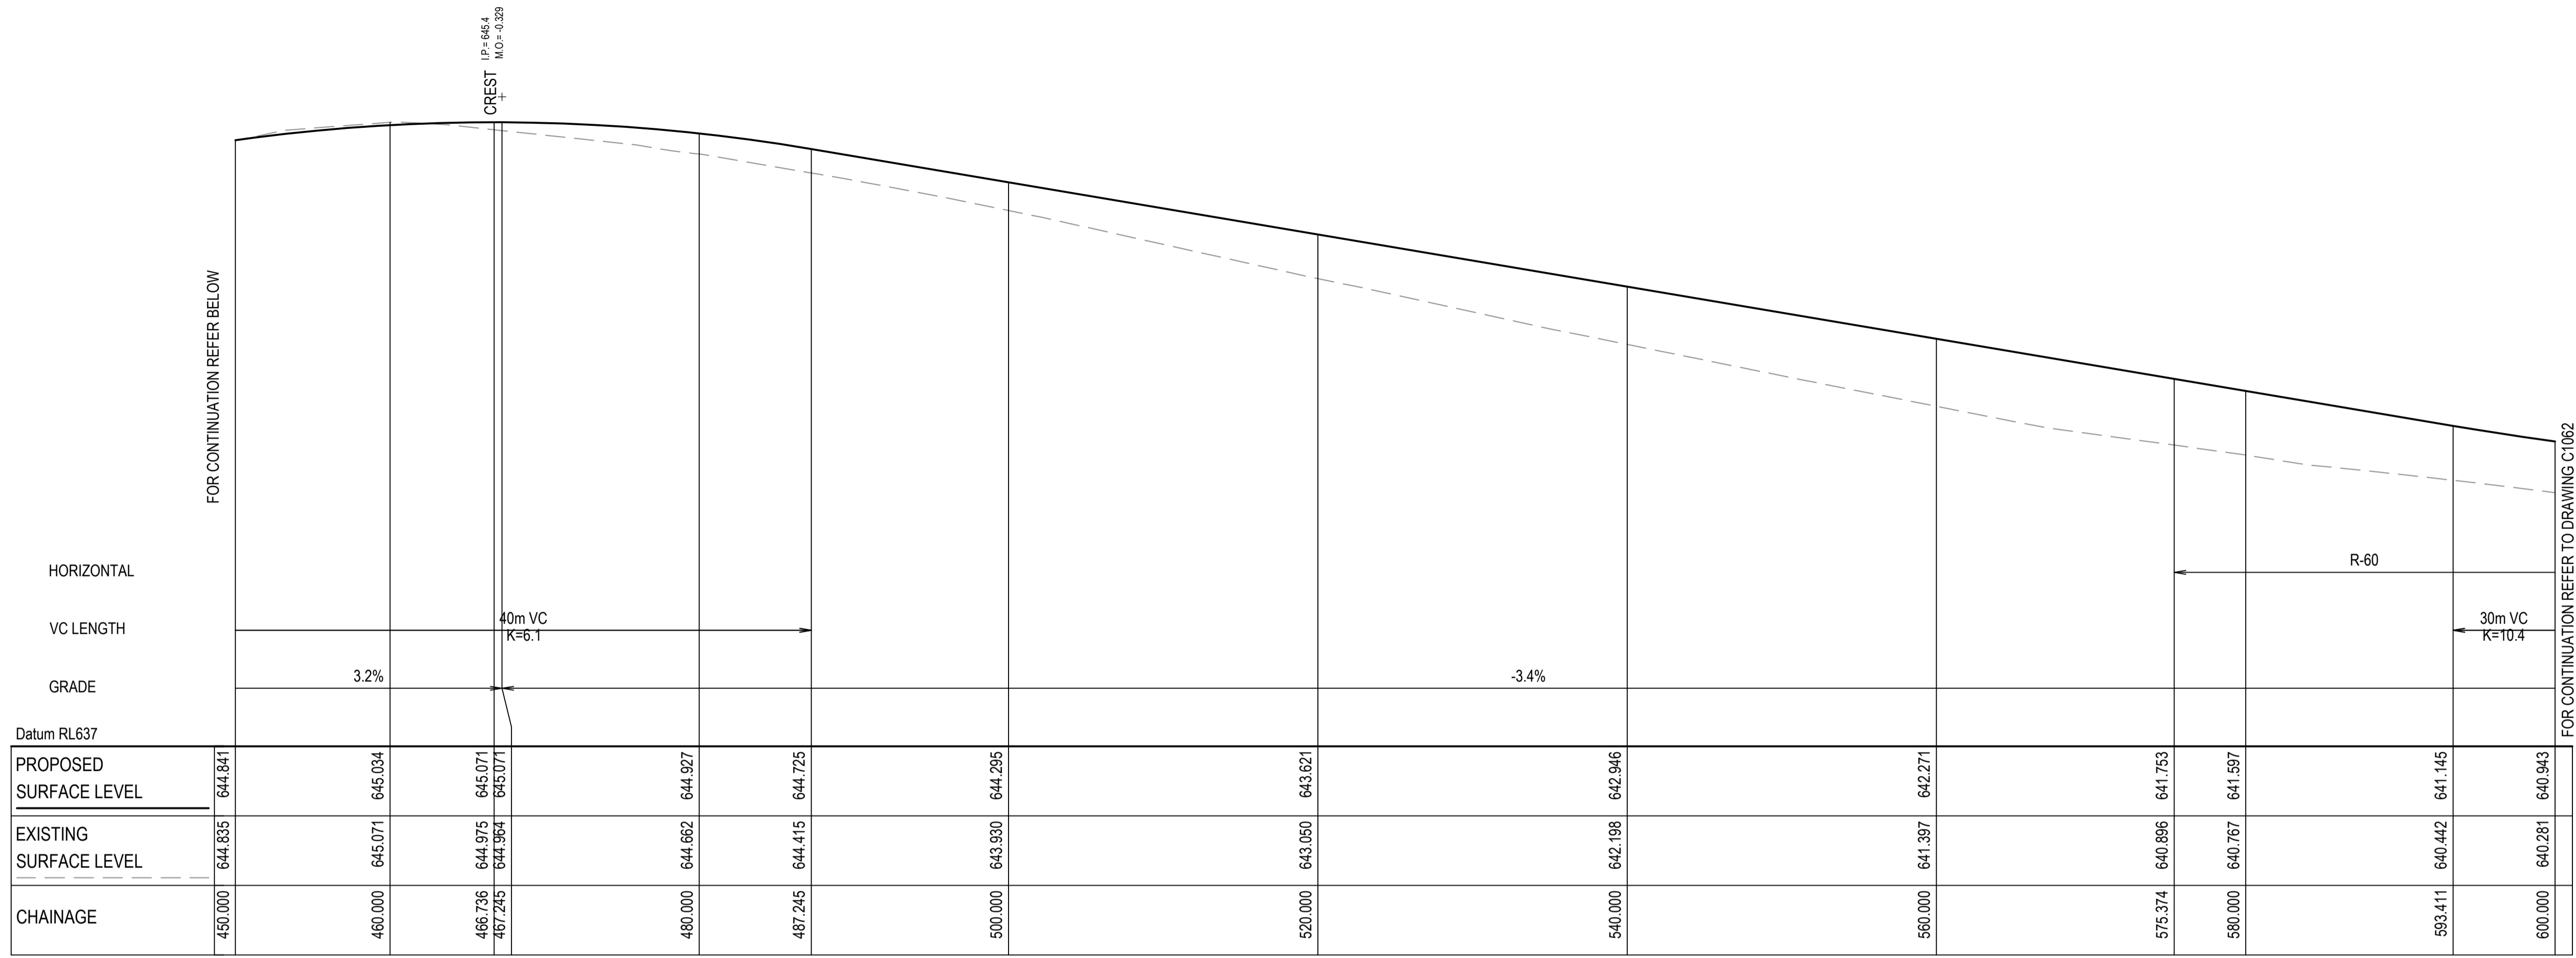 I.P.= 645.4
M.O.= -0.329
CREST
FOR CONTINUATION REFER BELOW
FOR CONTINUATION REFER TO DRAWING C1062
HORIZONTAL
R-60
VC LENGTH
40m VC
K=6.1
30m VC
K=10.4
GRADE
3.2%
-3.4%
Datum RL637
PROPOSED
SURFACE LEVEL
644.841 645.034 645.071 645.071 644.927 644.725 644.295 643.621 642.946 642.271 641.753 641.597 641.145 640.943
EXISTING
SURFACE LEVEL
644.835 645.071 644.975 644.964 644.662 644.415 643.930 643.050 642.198 641.397 640.896 640.767 640.442 640.281
CHAINAGE
450.000 460.000 466.736 467.245 480.000 487.245 500.000 520.000 540.000 560.000 575.374 580.000 593.411 600.000